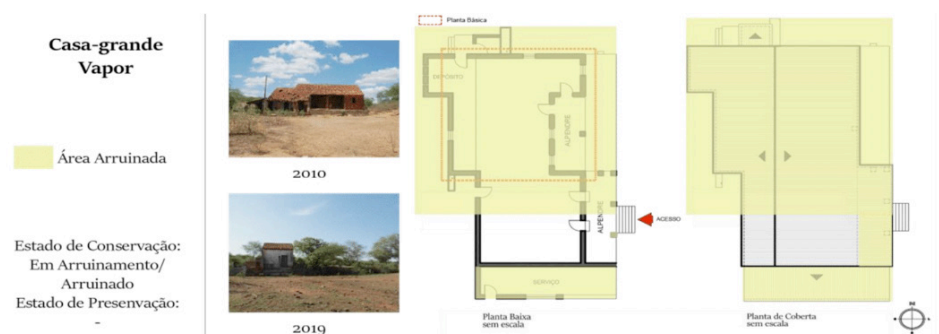 Casa-grande
Vapor
Área Arruinada
Estado de Conservação:
Em Arruinamento/
Arruinado
Estado de Presenvação:
-
2010
2019
Planta Básica
DEPÓSITO
ALPENDRE
ALPENDRE
ACESSO
SERVIÇO
Planta Baixa
sem escala
Planta de Coberta
sem escala